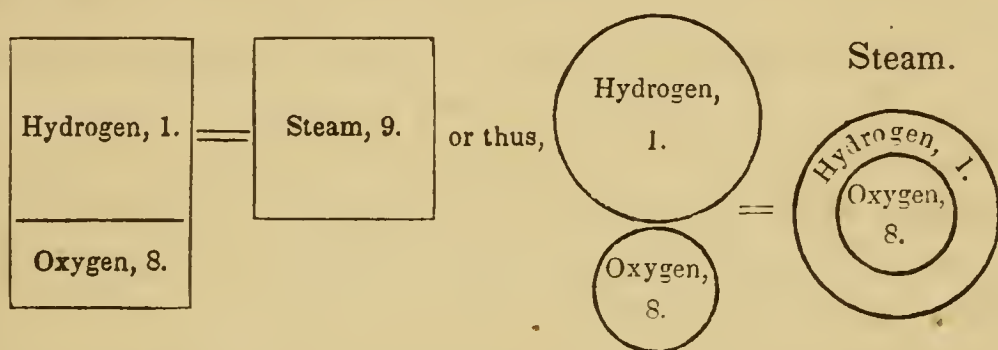 Hydrogen, 1.
Oxygen, 8.
=
Steam, 9.
or thus,
Hydrogen,
1.
Oxygen,
8.
=
Steam.
Hydrogen, 1.
Oxygen,
8.